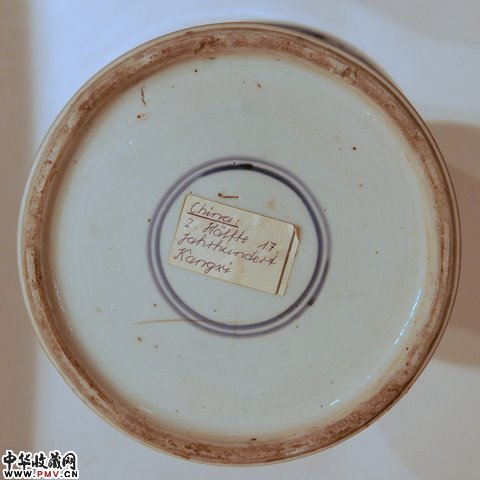 China:
2. Hälfte 17.
Jahrhundert
Kangxi
中华收藏网
www.PMV.CN